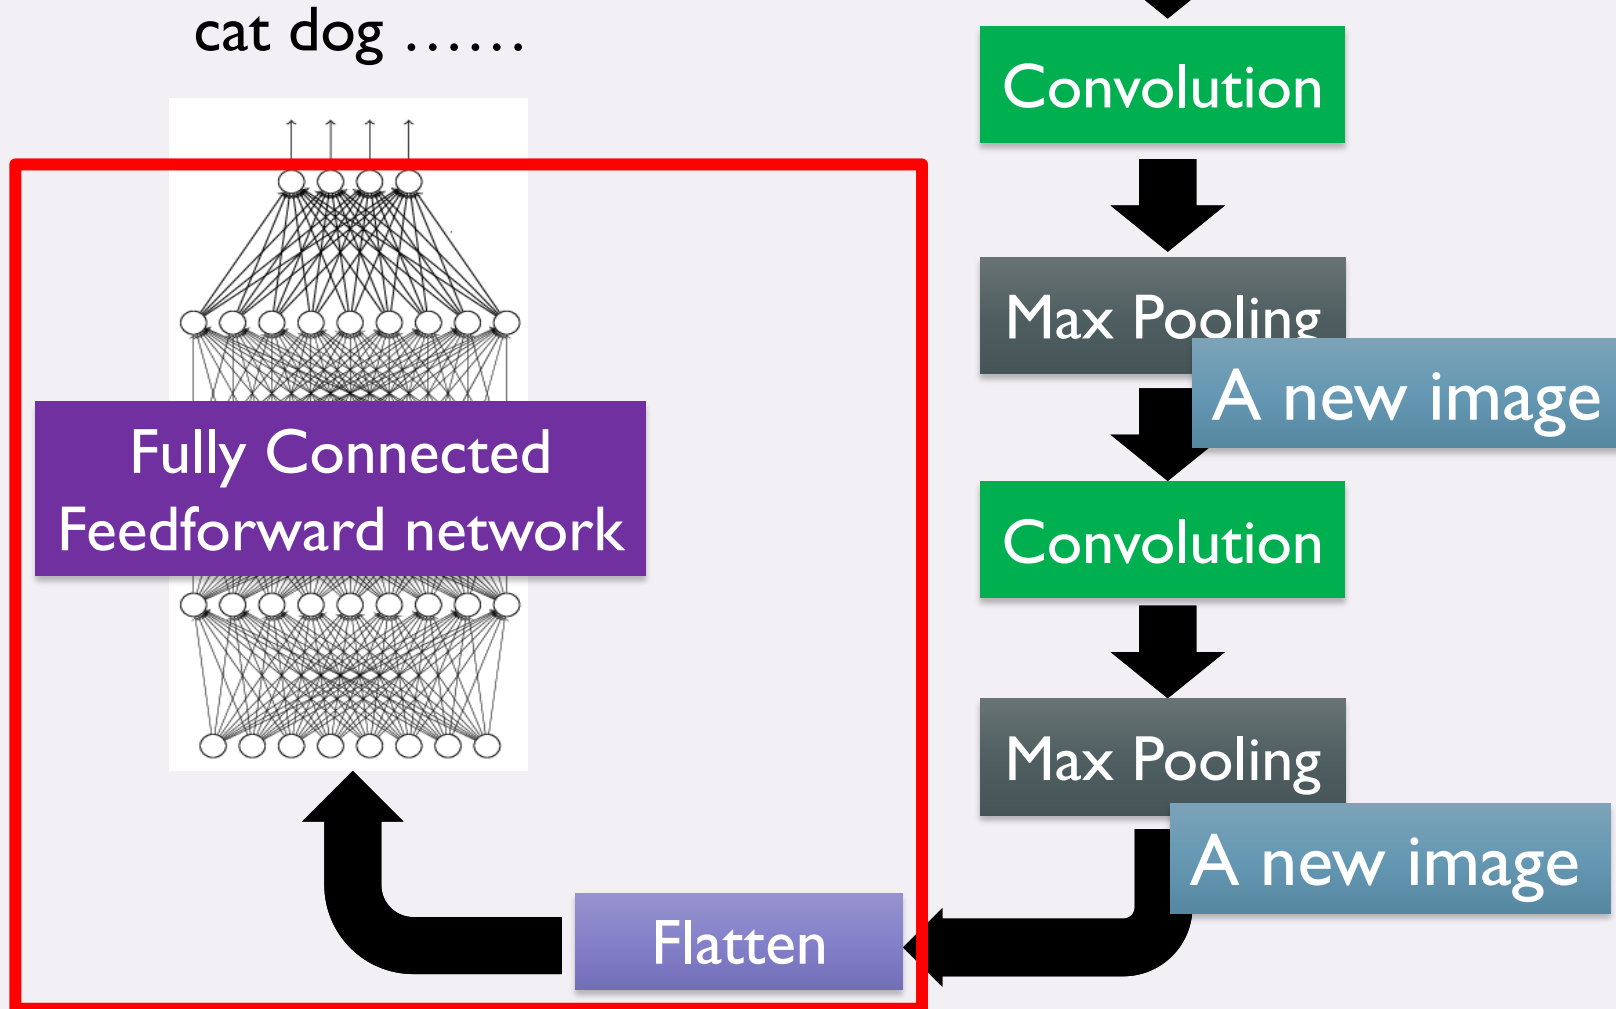 cat dog ……
Convolution
Max Pooling
A new image
Fully Connected
Feedforward network
Convolution
Max Pooling
A new image
Flatten